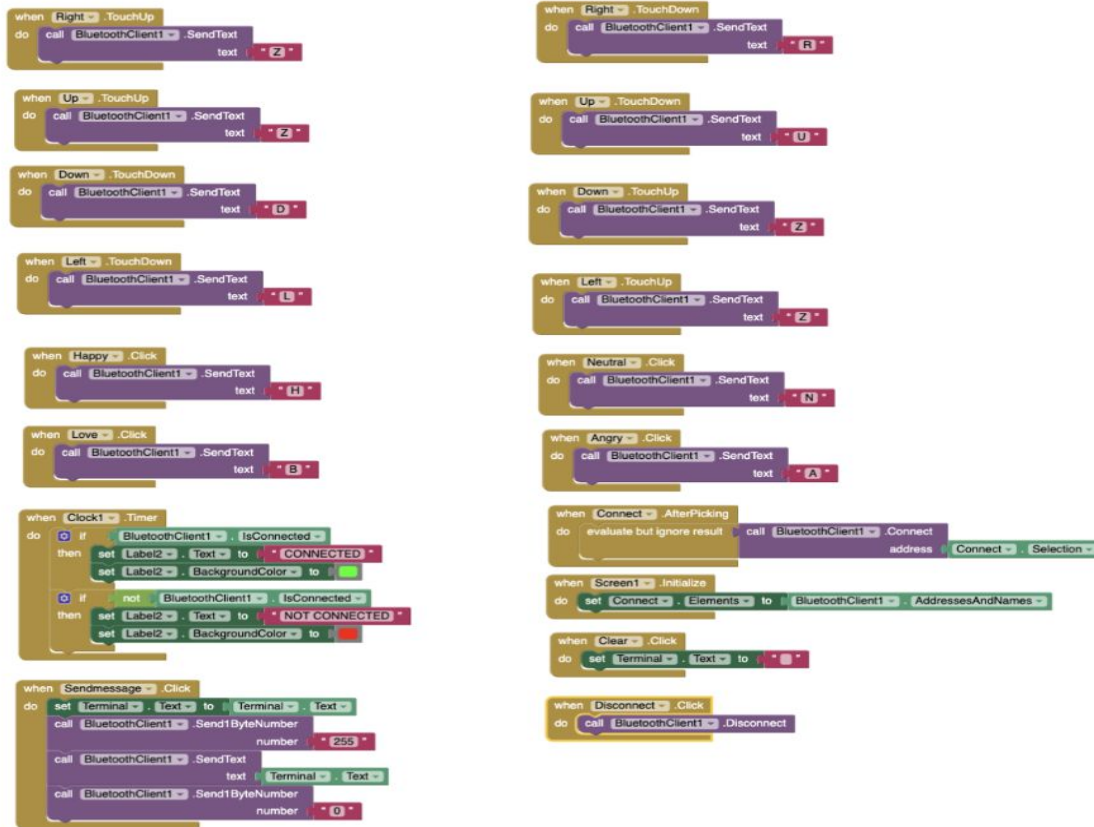 when Right .TouchUp
do call BluetoothClient1 .SendText
text " Z "
when Up .TouchUp
do call BluetoothClient1 .SendText
text " Z "
when Down .TouchDown
do call BluetoothClient1 .SendText
text " D "
when Left .TouchDown
do call BluetoothClient1 .SendText
text " L "
when Happy .Click
do call BluetoothClient1 .SendText
text " H "
when Love .Click
do call BluetoothClient1 .SendText
text " B "
when Clock1 .Timer
do if BluetoothClient1 . IsConnected
then set Label2 . Text to " CONNECTED "
set Label2 . BackgroundColor to
if not BluetoothClient1 . IsConnected
then set Label2 . Text to " NOT CONNECTED "
set Label2 . BackgroundColor to
when Sendmessage .Click
do set Terminal . Text to Terminal . Text
call BluetoothClient1 .Send1ByteNumber
number " 255 "
call BluetoothClient1 .SendText
text Terminal . Text
call BluetoothClient1 .Send1ByteNumber
number " 0 "
when Right .TouchDown
do call BluetoothClient1 .SendText
text " R "
when Up .TouchDown
do call BluetoothClient1 .SendText
text " U "
when Down .TouchUp
do call BluetoothClient1 .SendText
text " Z "
when Left .TouchUp
do call BluetoothClient1 .SendText
text " Z "
when Neutral .Click
do call BluetoothClient1 .SendText
text " N "
when Angry .Click
do call BluetoothClient1 .SendText
text " A "
when Connect .AfterPicking
do evaluate but ignore result call BluetoothClient1 .Connect
address Connect . Selection
when Screen1 .Initialize
do set Connect . Elements to BluetoothClient1 . AddressesAndNames
when Clear .Click
do set Terminal . Text to " "
when Disconnect .Click
do call BluetoothClient1 .Disconnect